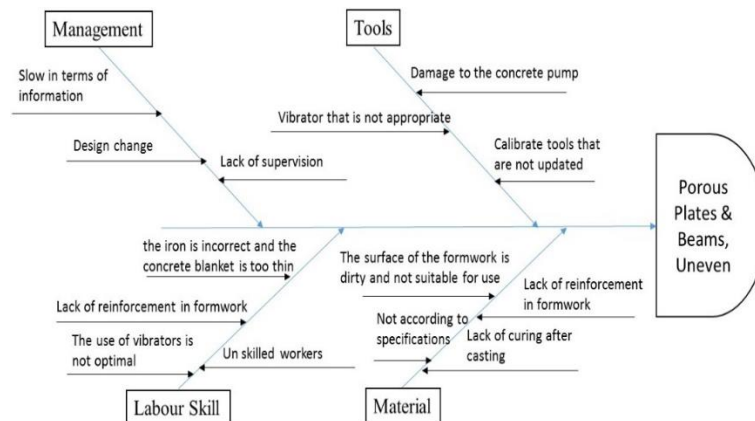 Management
Tools
Slow in terms of
information
Damage to the concrete pump
Vibrator that is not appropriate
Design change
Lack of supervision
Calibrate tools that
are not updated
Porous
Plates &
Beams,
Uneven
the iron is incorrect and the
concrete blanket is too thin
The surface of the formwork is
dirty and not suitable for use
Lack of reinforcement in formwork
Lack of reinforcement
in formwork
The use of vibrators is
not optimal
Un skilled workers
Not according to
specifications
Lack of curing after
casting
Labour Skill
Material